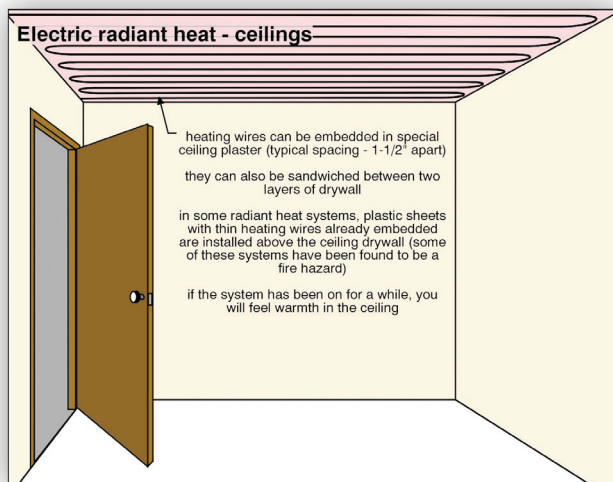 Electric radiant heat - ceilings
heating wires can be embedded in special
ceiling plaster (typical spacing - 1-1/2" apart)
they can also be sandwiched between two
layers of drywall
in some radiant heat systems, plastic sheets
with thin heating wires already embedded
are installed above the ceiling drywall (some
of these systems have been found to be a
fire hazard)
if the system has been on for a while, you
will feel warmth in the ceiling